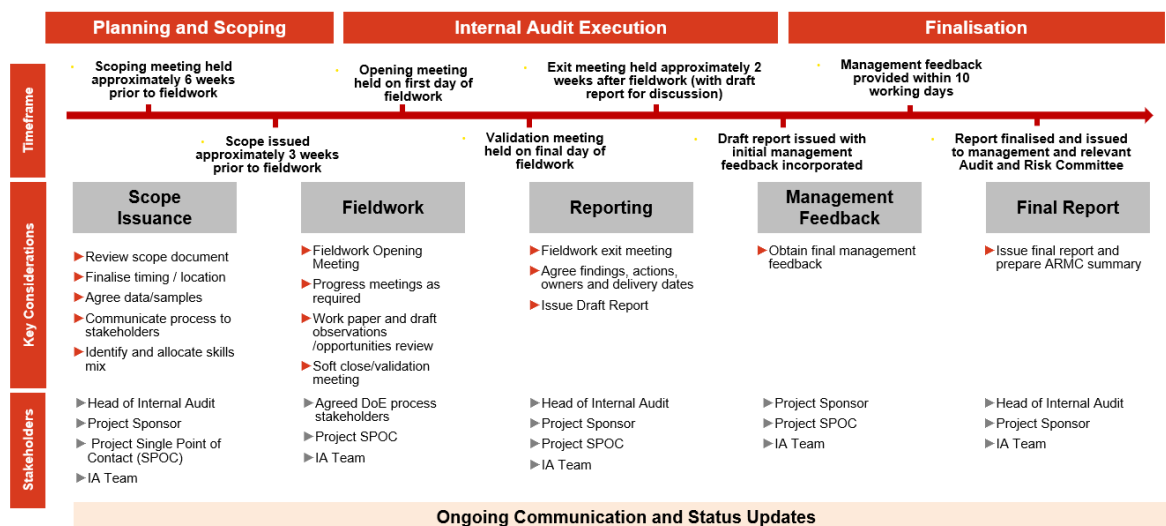 Planning and Scoping
Internal Audit Execution
Finalisation
Timeframe
Scoping meeting held
approximately 6 weeks
prior to fieldwork
Opening meeting
held on first day of
fieldwork
Exit meeting held approximately 2
weeks after fieldwork (with draft
report for discussion)
Management feedback
provided within 10
working days
Scope issued
approximately 3 weeks
prior to fieldwork
Validation meeting
held on final day of
fieldwork
Draft report issued with
initial management
feedback incorporated
Report finalised and issued
to management and relevant
Audit and Risk Committee
Key Considerations
Scope
Issuance
Review scope document
Finalise timing / location
Agree data/samples
Communicate process to
stakeholders
Identify and allocate skills
mix
Fieldwork
Fieldwork Opening
Meeting
Progress meetings as
required
Work paper and draft
observations
/opportunities review
Soft close/validation
meeting
Reporting
Fieldwork exit meeting
Agree findings, actions,
owners and delivery dates
Issue Draft Report
Management
Feedback
Obtain final management
feedback
Final Report
Issue final report and
prepare ARMC summary
Stakeholders
Head of Internal Audit
Project Sponsor
Project Single Point of
Contact (SPOC)
IA Team
Agreed DoE process
stakeholders
Project SPOC
IA Team
Head of Internal Audit
Project Sponsor
Project SPOC
IA Team
Project Sponsor
Project SPOC
IA Team
Head of Internal Audit
Project Sponsor
IA Team
Ongoing Communication and Status Updates